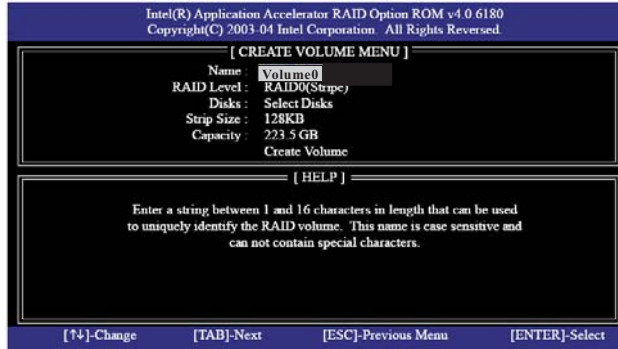 Intel(R) Application Accelerator RAID Option ROM v4.0.6180
Copyright(C) 2003-04 Intel Corporation. All Rights Reversed.
[ CREATE VOLUME MENU ]
Name : Volume0
RAID Level : RAID0(Stripe)
Disks : Select Disks
Strip Size : 128KB
Capacity : 223.5 GB
Create Volume
[ HELP ]
Enter a string between 1 and 16 characters in length that can be used
to uniquely identify the RAID volume. This name is case sensitive and
can not contain special characters.
[↑↓]-Change [TAB]-Next [ESC]-Previous Menu [ENTER]-Select